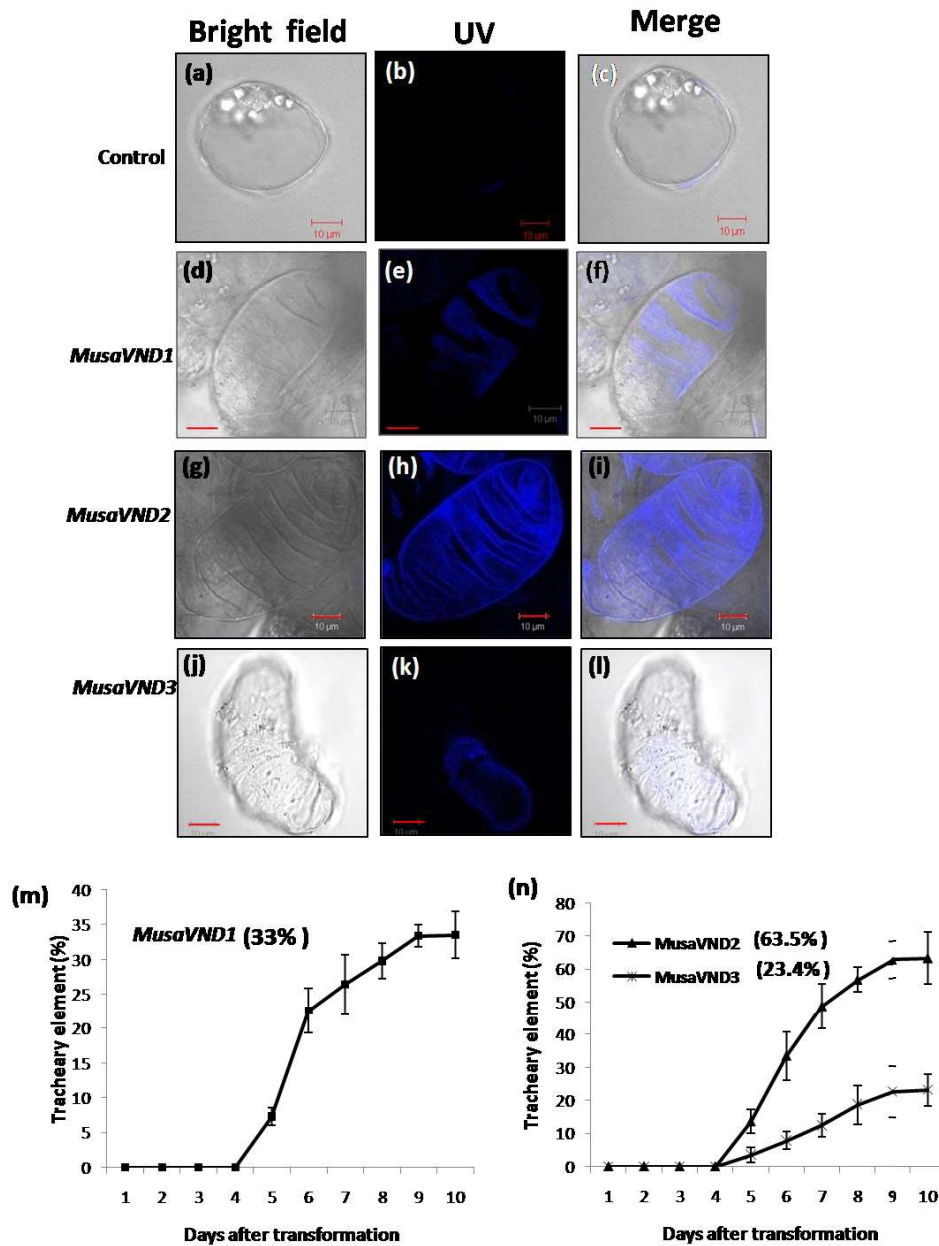 Bright field UV Merge
(a) (b) (c)
Control
10 µm 10 µm 10 µm
(d) (e) (f)
MusaVND1
10 µm
(g) (h) (i)
MusaVND2
10 µm 10 µm 10 µm
(j) (k) (l)
MusaVND3
10 µm 10 µm
(m)
MusaVND1 (33%)
Tracheary element (%)
40
35
30
25
20
15
10
5
0
1 2 3 4 5 6 7 8 9 10
Days after transformation
(n)
MusaVND2 (63.5%)
MusaVND3 (23.4%)
Tracheary element (%)
80
70
60
50
40
30
20
10
0
1 2 3 4 5 6 7 8 9 10
Days after transformation